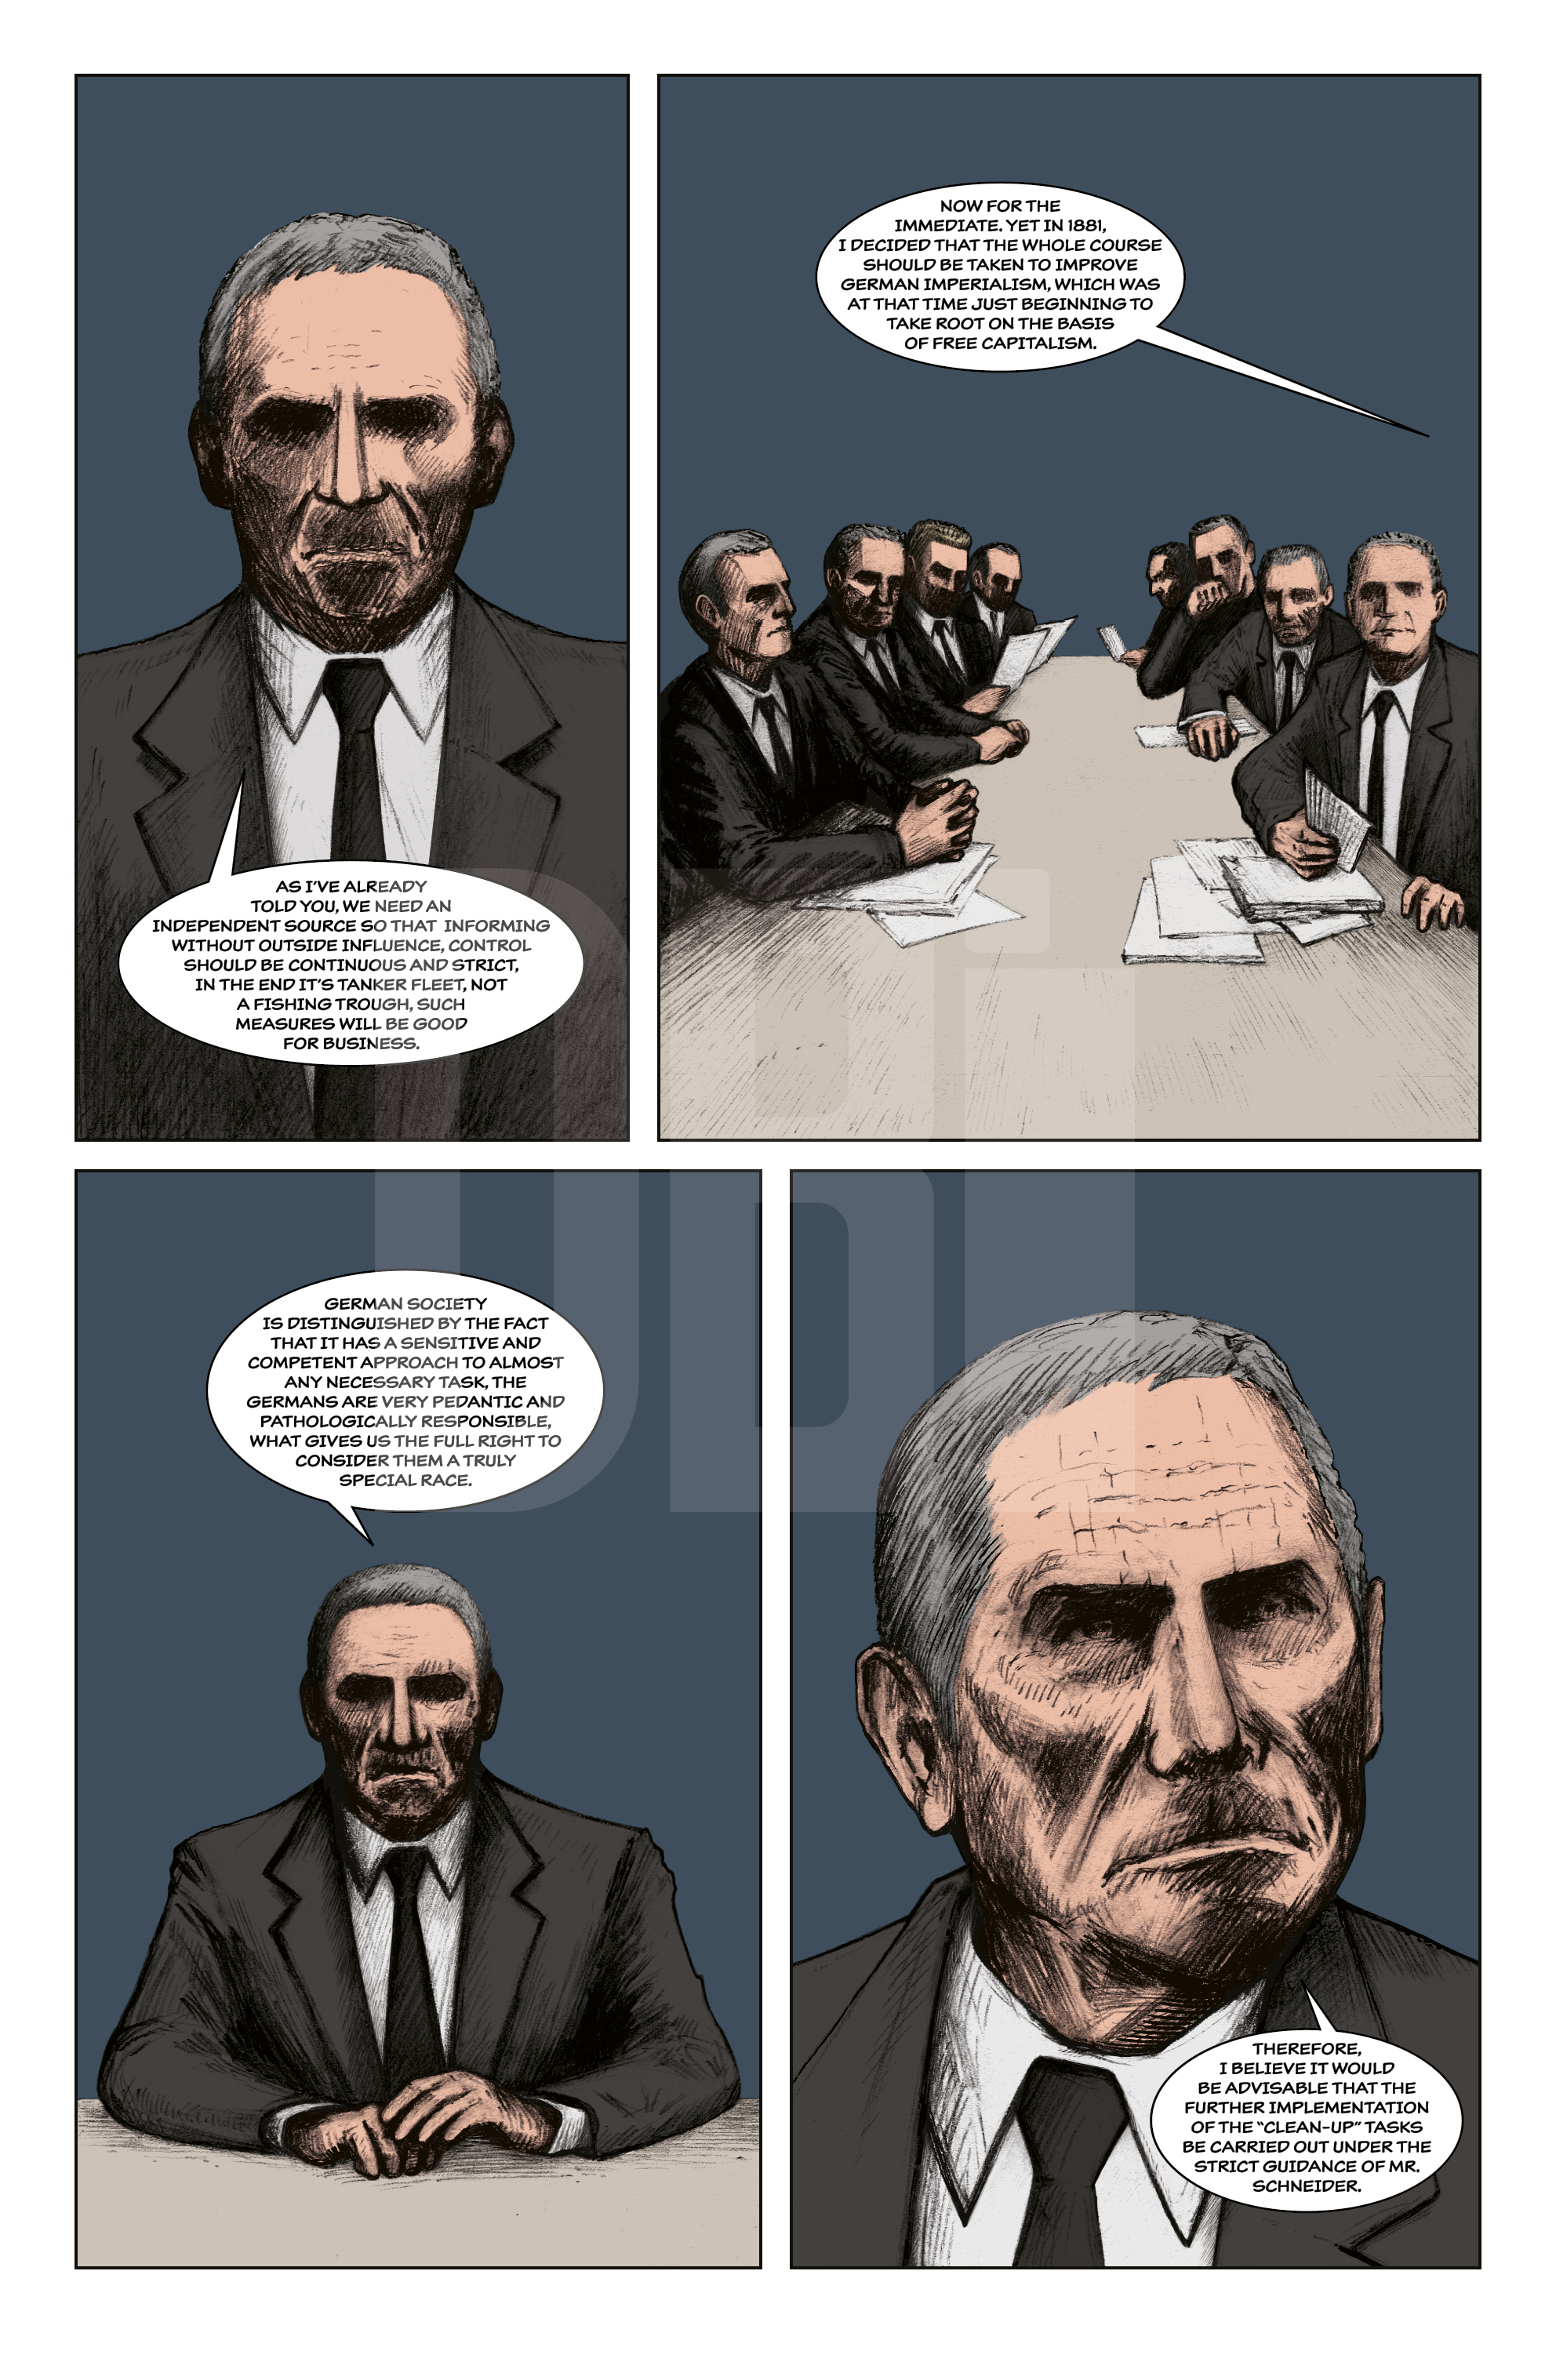 AS I'VE ALREADY
TOLD YOU, WE NEED AN
INDEPENDENT SOURCE SO THAT INFORMING
WITHOUT OUTSIDE INFLUENCE, CONTROL
SHOULD BE CONTINUOUS AND STRICT,
IN THE END IT'S TANKER FLEET, NOT
A FISHING TROUGH, SUCH
MEASURES WILL BE GOOD
FOR BUSINESS.
NOW FOR THE
IMMEDIATE. YET IN 1881,
I DECIDED THAT THE WHOLE COURSE
SHOULD BE TAKEN TO IMPROVE
GERMAN IMPERIALISM, WHICH WAS
AT THAT TIME JUST BEGINNING TO
TAKE ROOT ON THE BASIS
OF FREE CAPITALISM.
GERMAN SOCIETY
IS DISTINGUISHED BY THE FACT
THAT IT HAS A SENSITIVE AND
COMPETENT APPROACH TO ALMOST
ANY NECESSARY TASK, THE
GERMANS ARE VERY PEDANTIC AND
PATHOLOGICALLY RESPONSIBLE,
WHAT GIVES US THE FULL RIGHT TO
CONSIDER THEM A TRULY
SPECIAL RACE.
THEREFORE,
I BELIEVE IT WOULD
BE ADVISABLE THAT THE
FURTHER IMPLEMENTATION
OF THE "CLEAN-UP" TASKS
BE CARRIED OUT UNDER THE
STRICT GUIDANCE OF MR.
SCHNEIDER.